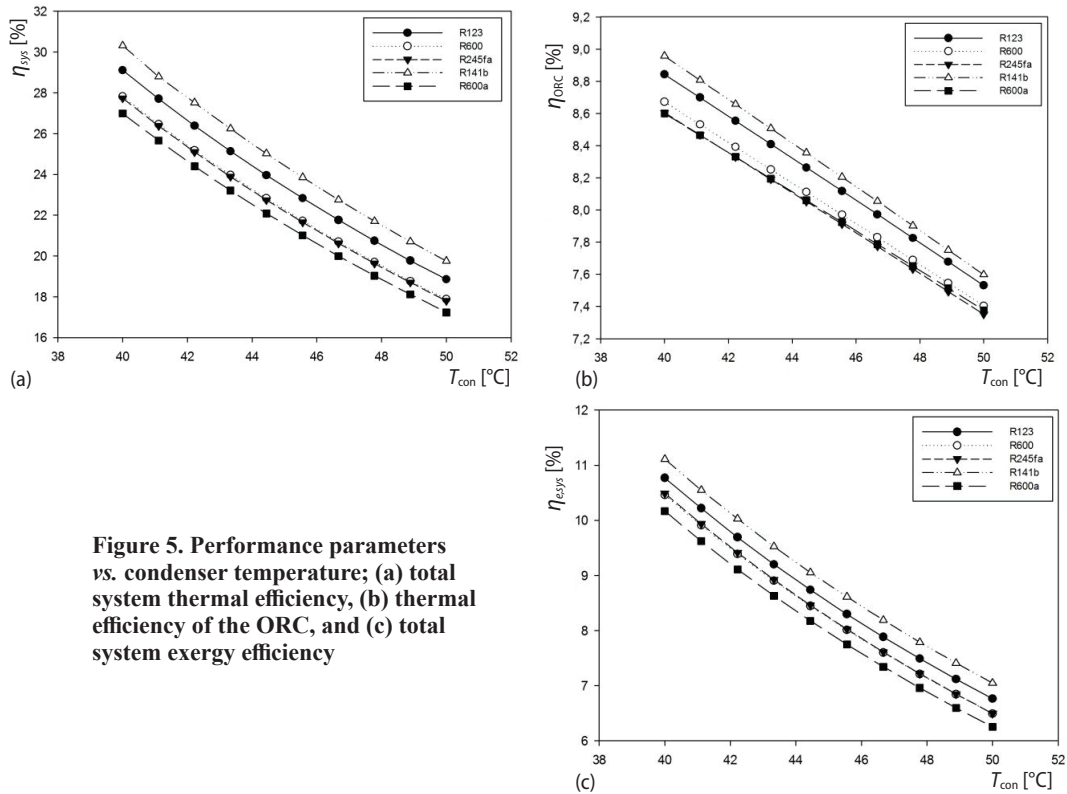 η_sys [%]
32
30
28
26
24
22
20
18
16
38 40 42 44 46 48 50 52
R123
R600
R245fa
R141b
R600a
(a)
T_con [°C]
η_ORC [%]
9,2
9,0
8,8
8,6
8,4
8,2
8,0
7,8
7,6
7,4
7,2
38 40 42 44 46 48 50 52
R123
R600
R245fa
R141b
R600a
(b)
T_con [°C]
Figure 5. Performance parameters
vs. condenser temperature; (a) total
system thermal efficiency, (b) thermal
efficiency of the ORC, and (c) total
system exergy efficiency
η_e,sys [%]
12
11
10
9
8
7
6
38 40 42 44 46 48 50 52
R123
R600
R245fa
R141b
R600a
(c)
T_con [°C]